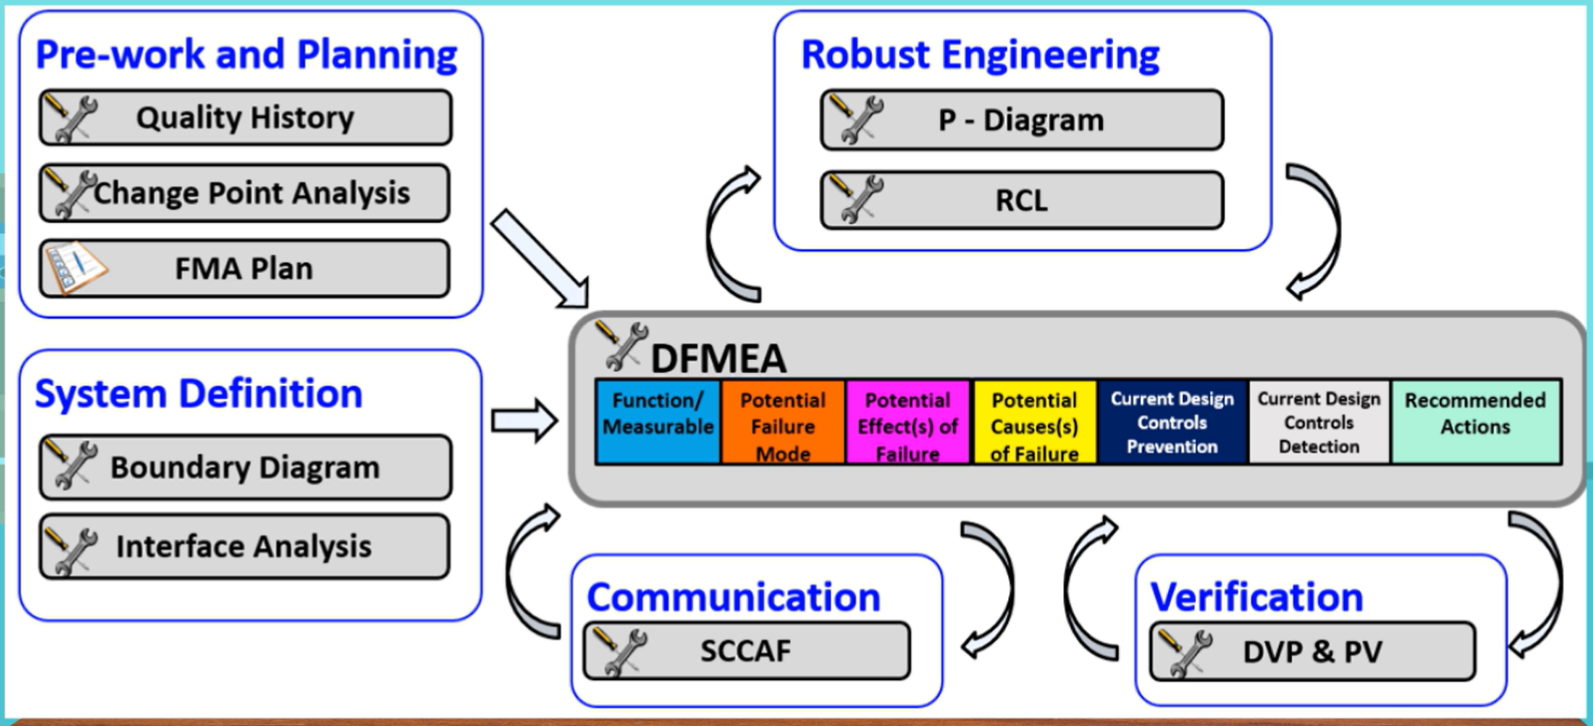 Pre-work and Planning
Quality History
Change Point Analysis
FMA Plan
System Definition
Boundary Diagram
Interface Analysis
Robust Engineering
P - Diagram
RCL
DFMEA
Function/
Measurable
Potential
Failure
Mode
Potential
Effect(s) of
Failure
Potential
Causes(s)
of Failure
Current Design
Controls
Prevention
Current Design
Controls
Detection
Recommended
Actions
Communication
SCCAF
Verification
DVP & PV